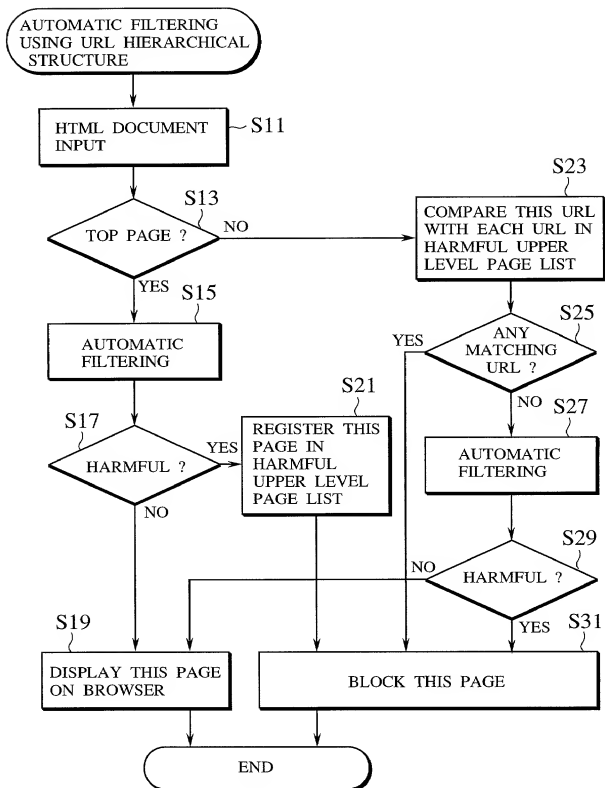 AUTOMATIC FILTERING
USING URL HIERARCHICAL
STRUCTURE
HTML DOCUMENT
INPUT
S11
TOP PAGE ?
S13
NO
YES
S23
COMPARE THIS URL
WITH EACH URL IN
HARMFUL UPPER
LEVEL PAGE LIST
S15
AUTOMATIC
FILTERING
S25
ANY
MATCHING
URL ?
YES
NO
S17
HARMFUL ?
YES
NO
S21
REGISTER THIS
PAGE IN
HARMFUL
UPPER LEVEL
PAGE LIST
S27
AUTOMATIC
FILTERING
S29
HARMFUL ?
NO
YES
S19
DISPLAY THIS PAGE
ON BROWSER
S31
BLOCK THIS PAGE
END